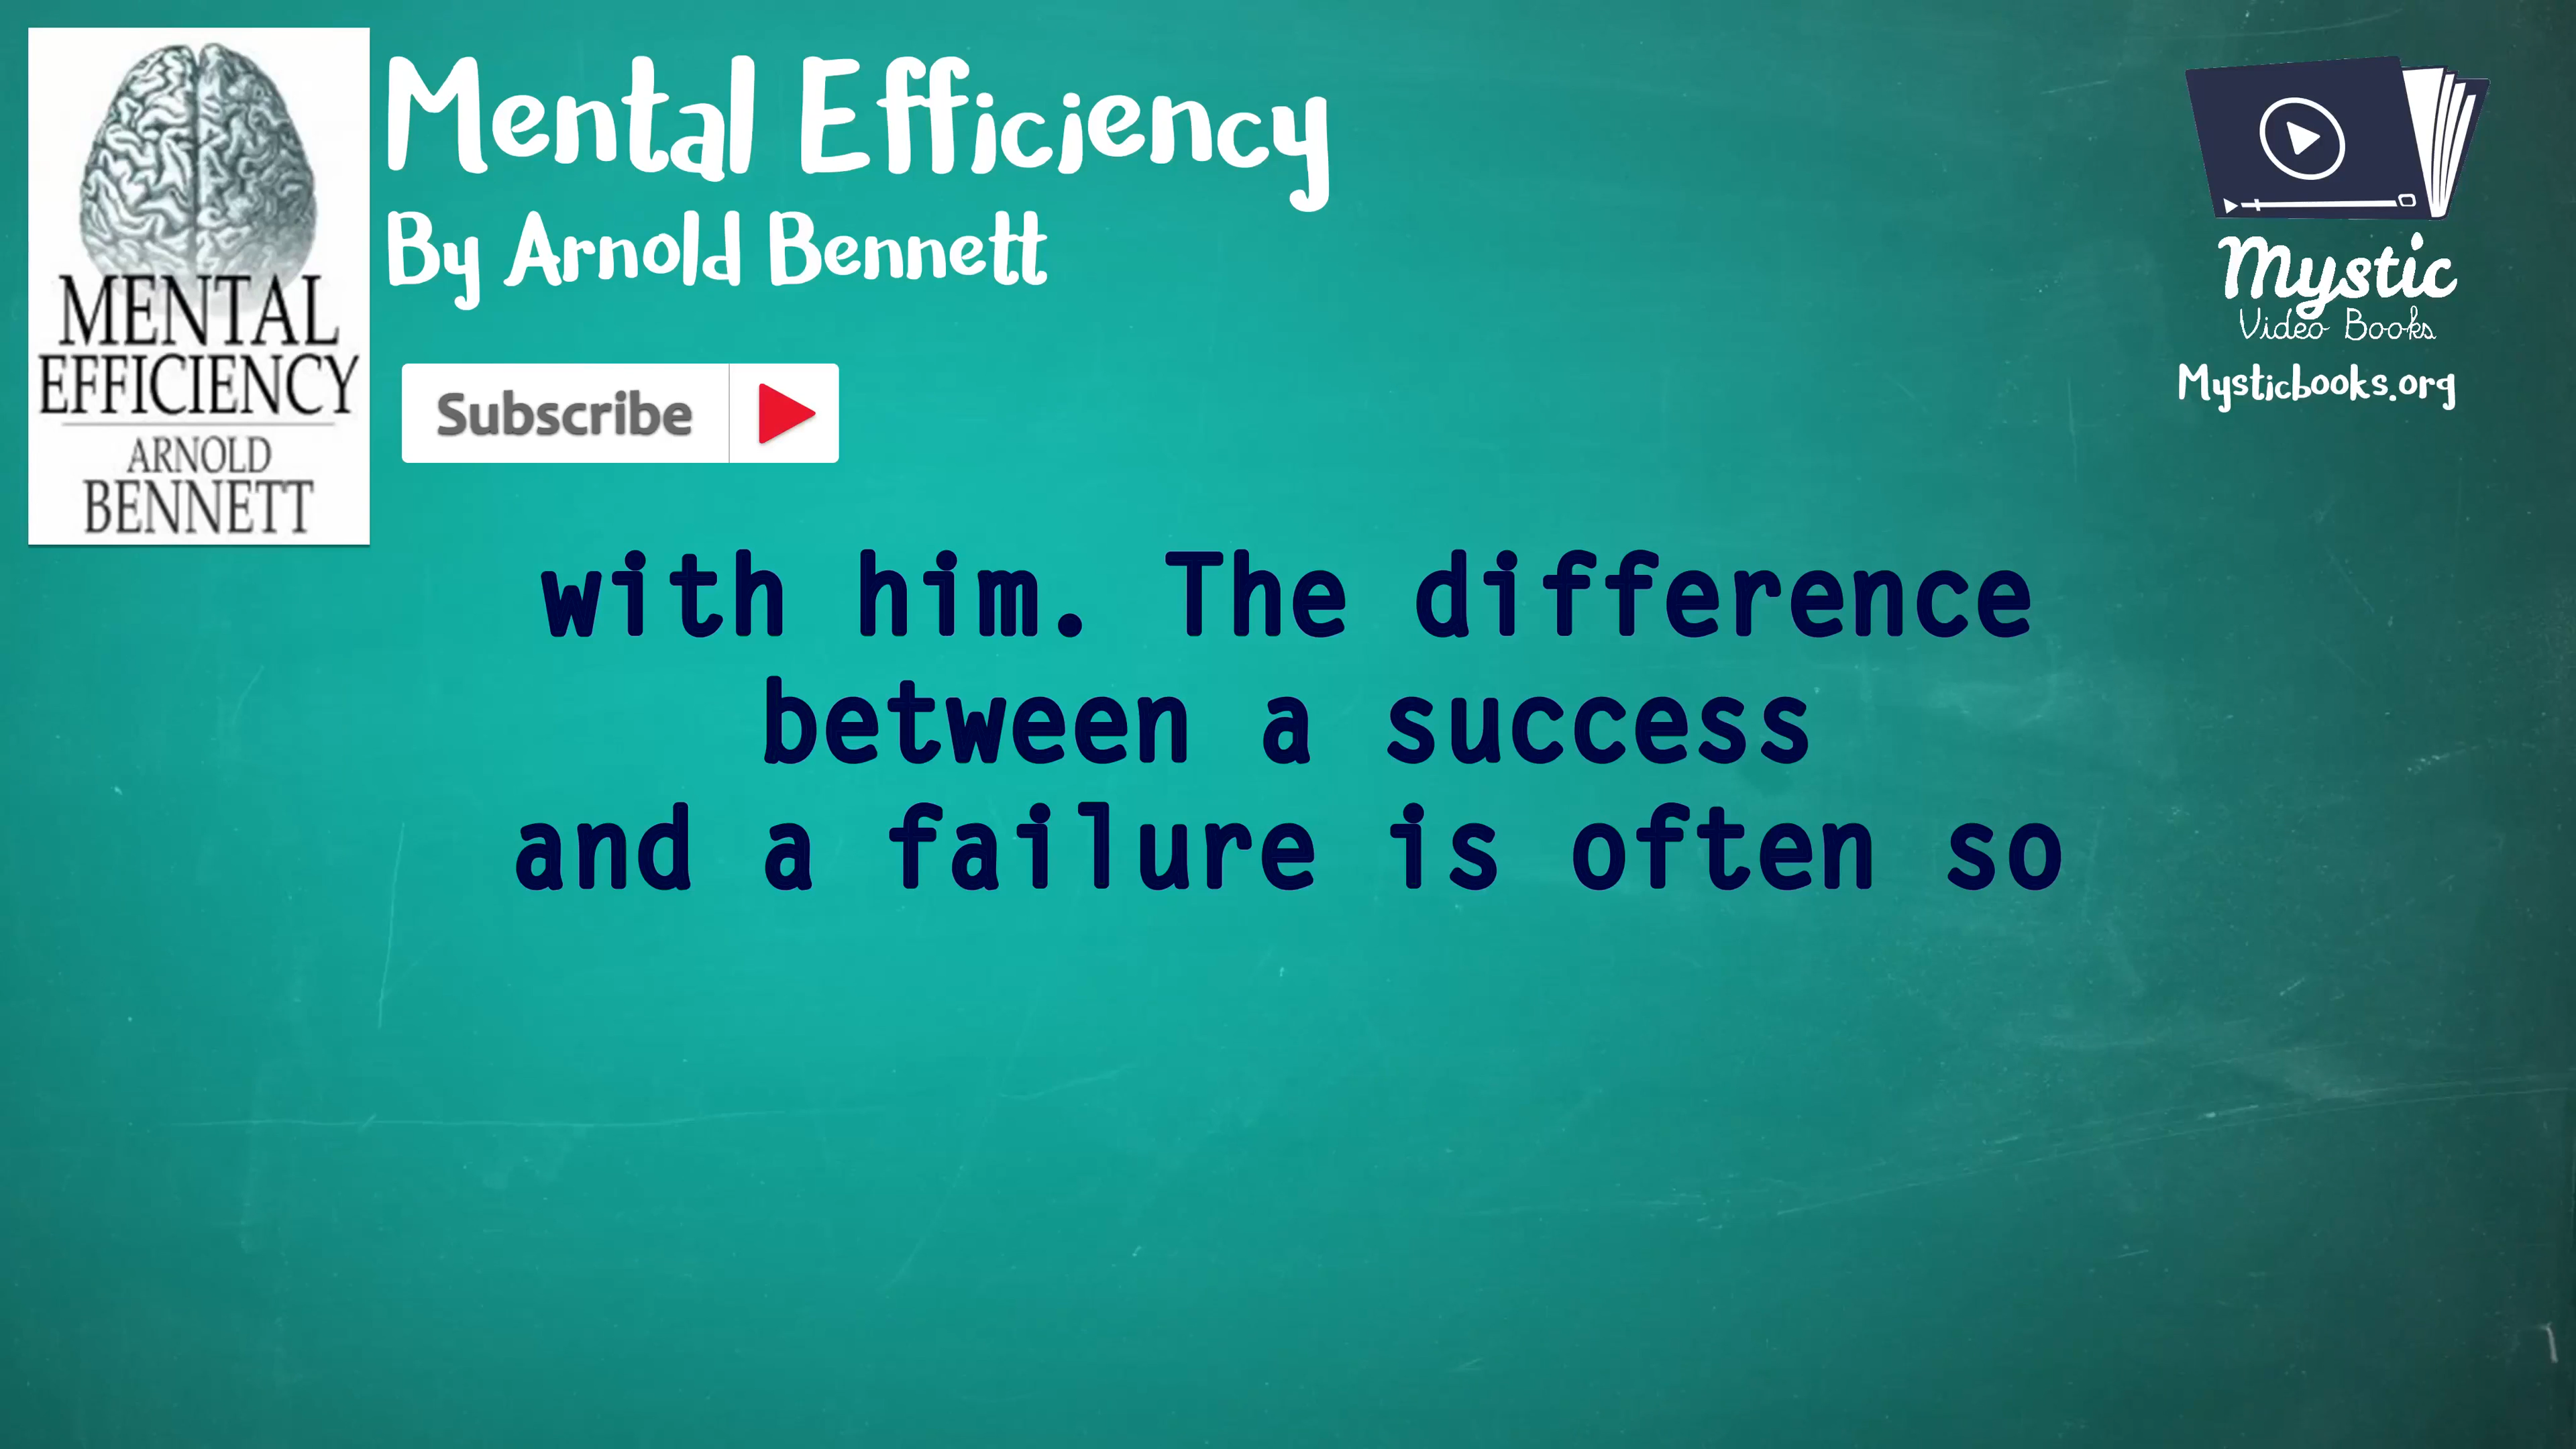 MENTAL
EFFICIENCY
ARNOLD
BENNETT
Mental Efficiency
By Arnold Bennett
Subscribe
Mystic
Video Books
Mysticbooks.org
with him. The difference
between a success
and a failure is often so